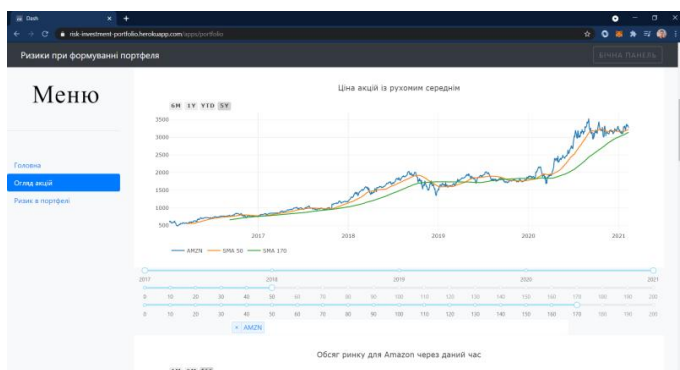 Dash
risk-investment-portfolio.herokuapp.com/apps/portfolio
Ризики при формуванні портфеля
БІЧНА ПАНЕЛЬ
Меню
Головна
Огляд акцій
Ризик в портфелі
Ціна акцій із рухомим середнім
6M 1Y YTD 5Y
3500
3000
2500
2000
1500
1000
500
2017 2018 2019 2020 2021
AMZN SMA 50 SMA 170
2017 2018 2019 2020 2021
0 10 20 30 40 50 60 70 80 90 100 110 120 130 140 150 160 170 180 190 200
0 10 20 30 40 50 60 70 80 90 100 110 120 130 140 150 160 170 180 190 200
× AMZN
Обсяг ринку для Amazon через даний час